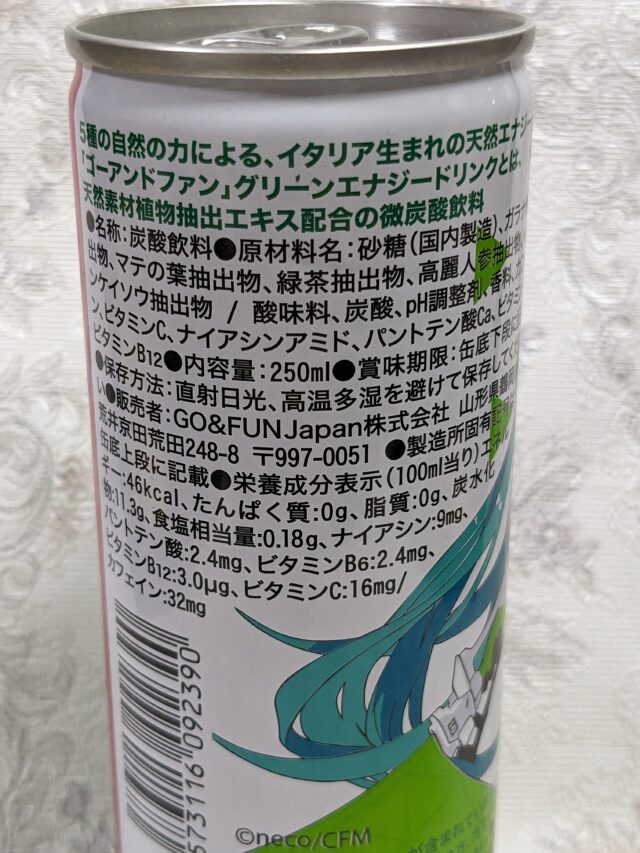 5種の自然の力による、イタリア生まれの天然エナジー
「ゴーアンドファン」グリーンエナジードリンクとは、
天然素材植物抽出エキス配合の微炭酸飲料
●名称：炭酸飲料●原材料名：砂糖（国内製造）、ガラナ
出物、マテの葉抽出物、緑茶抽出物、高麗人参抽出物、
ンケイソウ抽出物 / 酸味料、炭酸、pH調整剤、香料、
ン、ビタミンC、ナイアシンアミド、パントテン酸Ca、ビタミン
ビタミンB12●内容量：250ml●賞味期限：缶底下段に
●保存方法：直射日光、高温多湿を避けて保存してく
い●販売者：GO&FUN Japan株式会社 山形県
荒井京田荒田248-8 〒997-0051 ●製造所固有
缶底上段に記載●栄養成分表示（100ml当り）エネル
ギー：46kcal、たんぱく質：0g、脂質：0g、炭水化
物：11.3g、食塩相当量：0.18g、ナイアシン：9mg、
パントテン酸：2.4mg、ビタミンB6：2.4mg、
ビタミンB12：3.0μg、ビタミンC：16mg/
カフェイン：32mg
573116 092390
©neco/CFM
が含まれてい